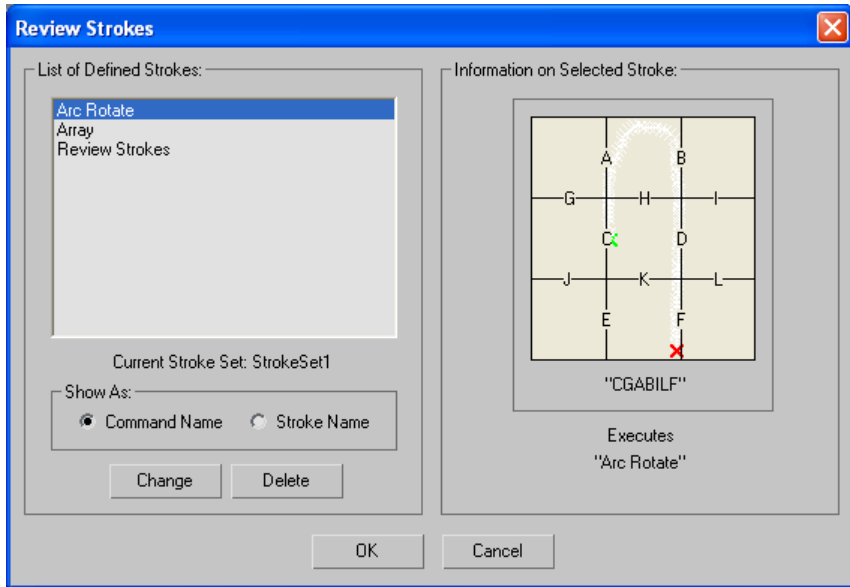 Review Strokes
List of Defined Strokes:
Arc Rotate
Array
Review Strokes
Current Stroke Set: StrokeSet1
Show As:
Command Name
Stroke Name
Change
Delete
Information on Selected Stroke:
A B
G H I
C D
J K L
E F
"CGABILF"
Executes
"Arc Rotate"
OK
Cancel